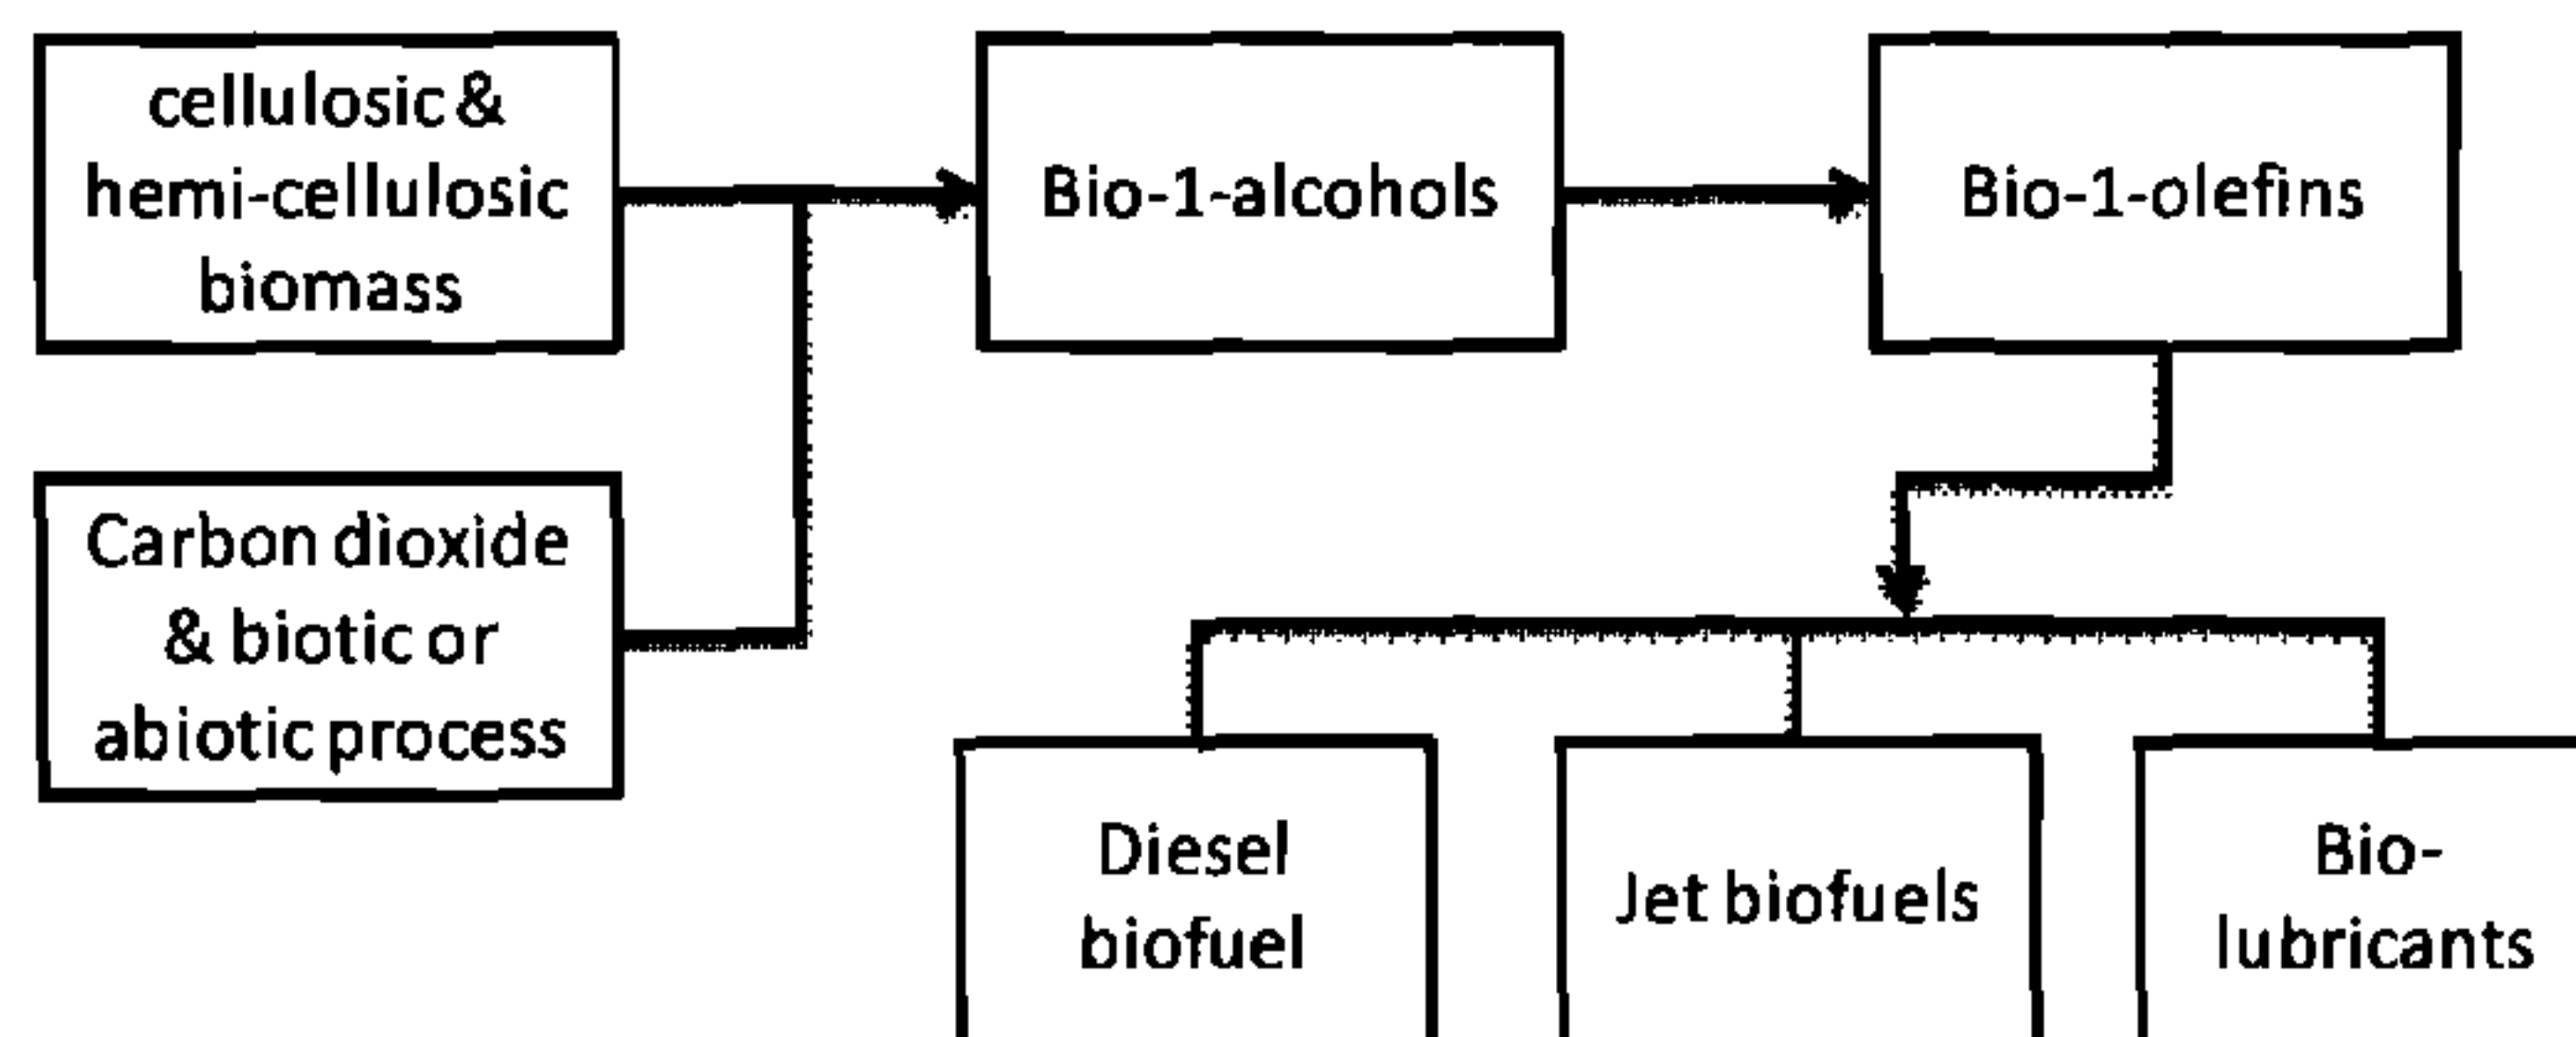 cellulosic &
hemi-cellulosic
biomass
Bio-1-alcohols
Bio-1-olefins
Carbon dioxide
& biotic or
abiotic process
Diesel
biofuel
Jet biofuels
Bio-
lubricants